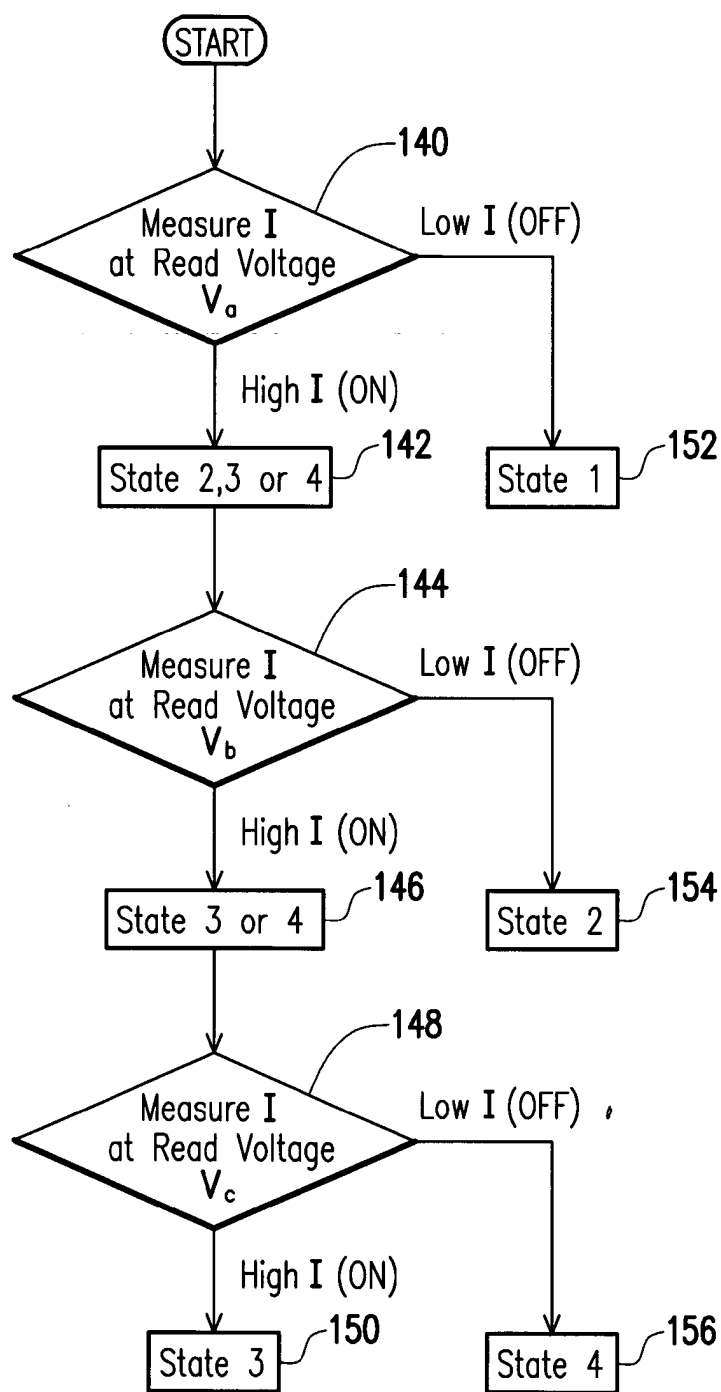 START
140
Measure I
at Read Voltage
Va
Low I (OFF)
High I (ON)
142
State 2,3 or 4
152
State 1
144
Measure I
at Read Voltage
Vb
Low I (OFF)
High I (ON)
146
State 3 or 4
154
State 2
148
Measure I
at Read Voltage
Vc
Low I (OFF)
High I (ON)
150
State 3
156
State 4